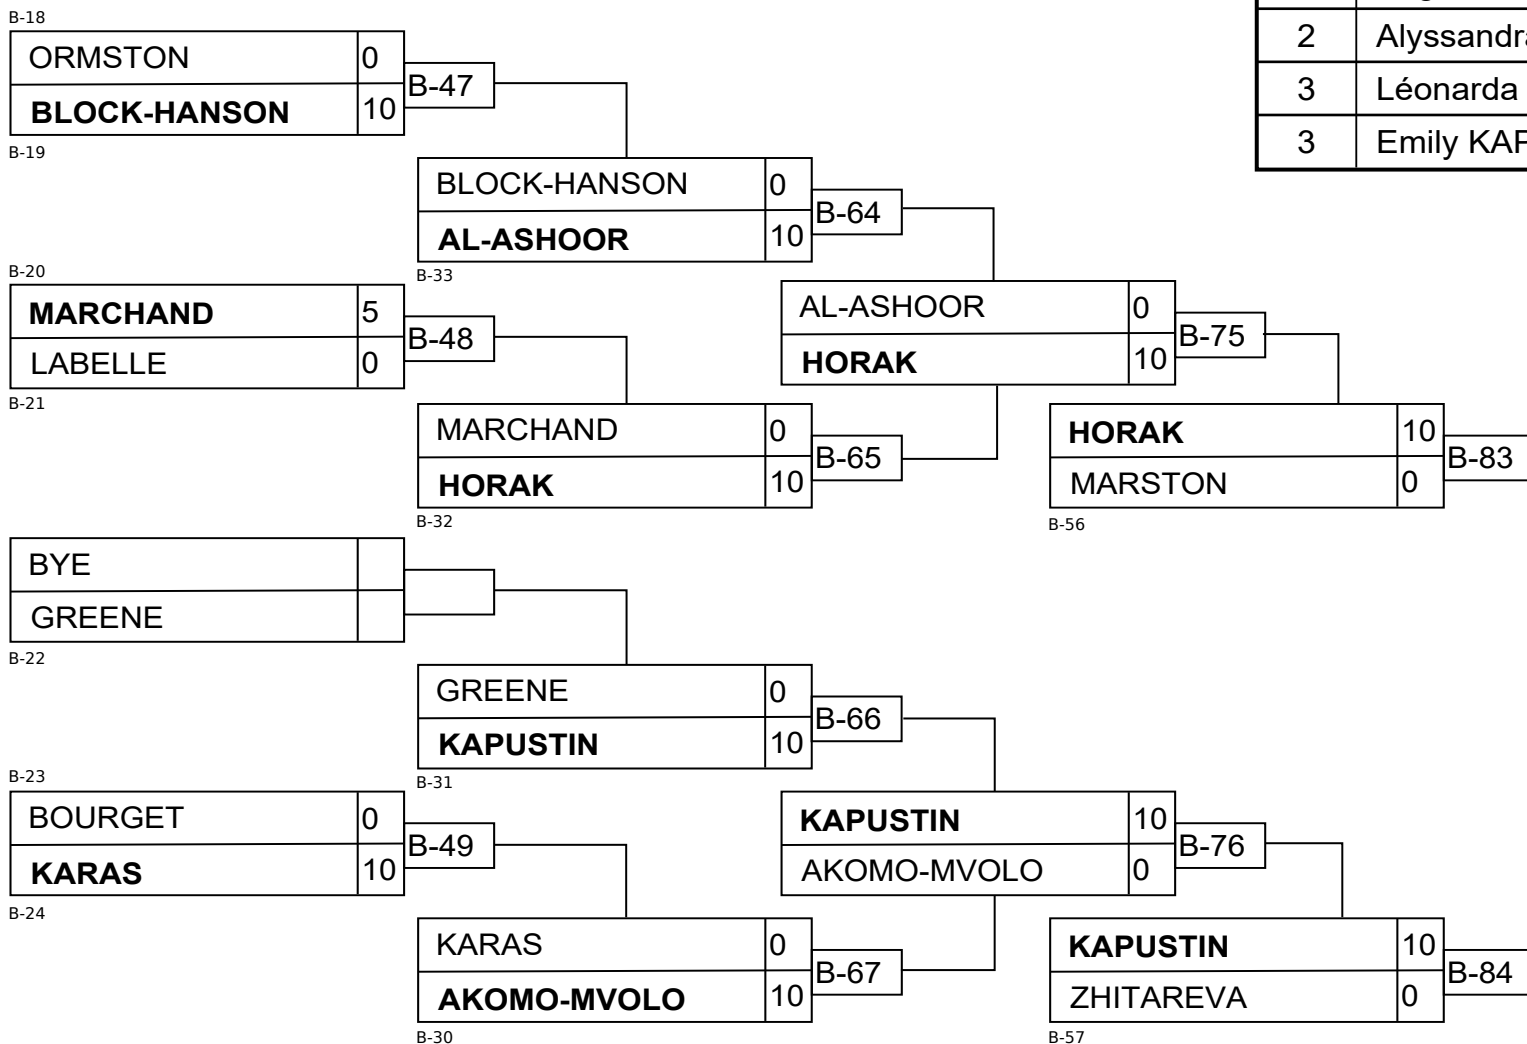 B-18
ORMSTON 0
BLOCK-HANSON 10
B-47
B-19
2
3 Léonarda
3 Emily
BLOCK-HANSON 0
AL-ASHOOR 10
B-64
B-33
B-20
MARCHAND 5
LABELLE 0
B-48
B-21
AL-ASHOOR 0
HORAK 10
B-75
MARCHAND 0
HORAK 10
B-65
B-32
HORAK 10
MARSTON 0
B-83
B-56
BYE
GREENE
B-22
GREENE 0
KAPUSTIN 10
B-66
B-31
B-23
BOURGET 0
KARAS 10
B-49
B-24
KAPUSTIN 10
AKOMO-MVOLO 0
B-76
KARAS 0
AKOMO-MVOLO 10
B-67
B-30
KAPUSTIN 10
ZHITAREVA 0
B-84
B-57